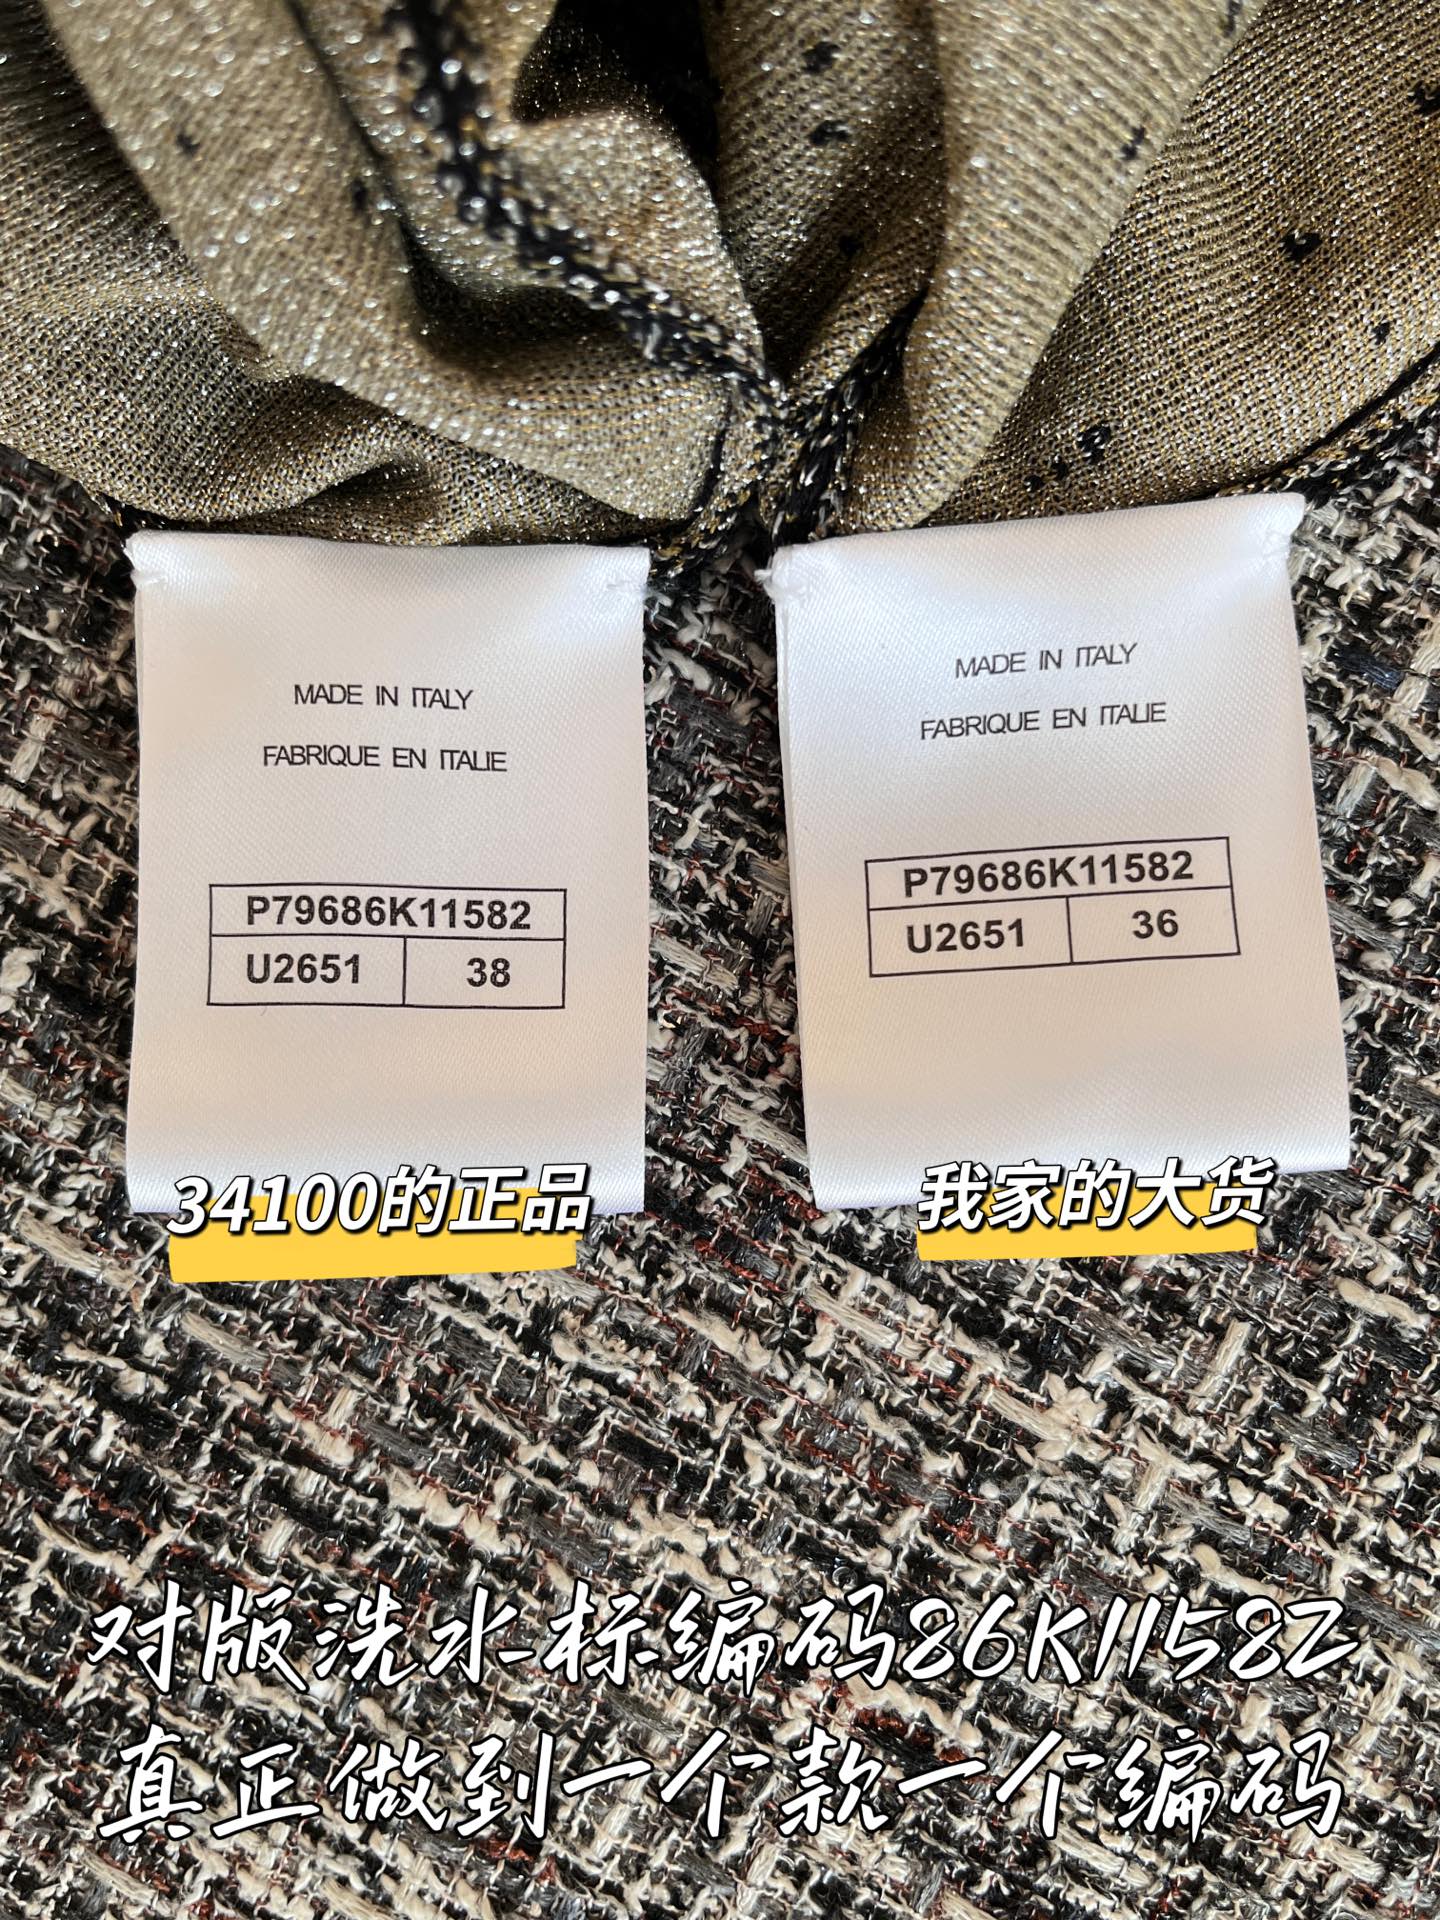 MADE IN ITALY
FABRIQUE EN ITALIE
P79686K11582
U2651 38
MADE IN ITALY
FABRIQUE EN ITALIE
P79686K11582
U2651 36
34100的正品
我家的大货
对版洗水标编码86K11582
真正做到一个款一个编码